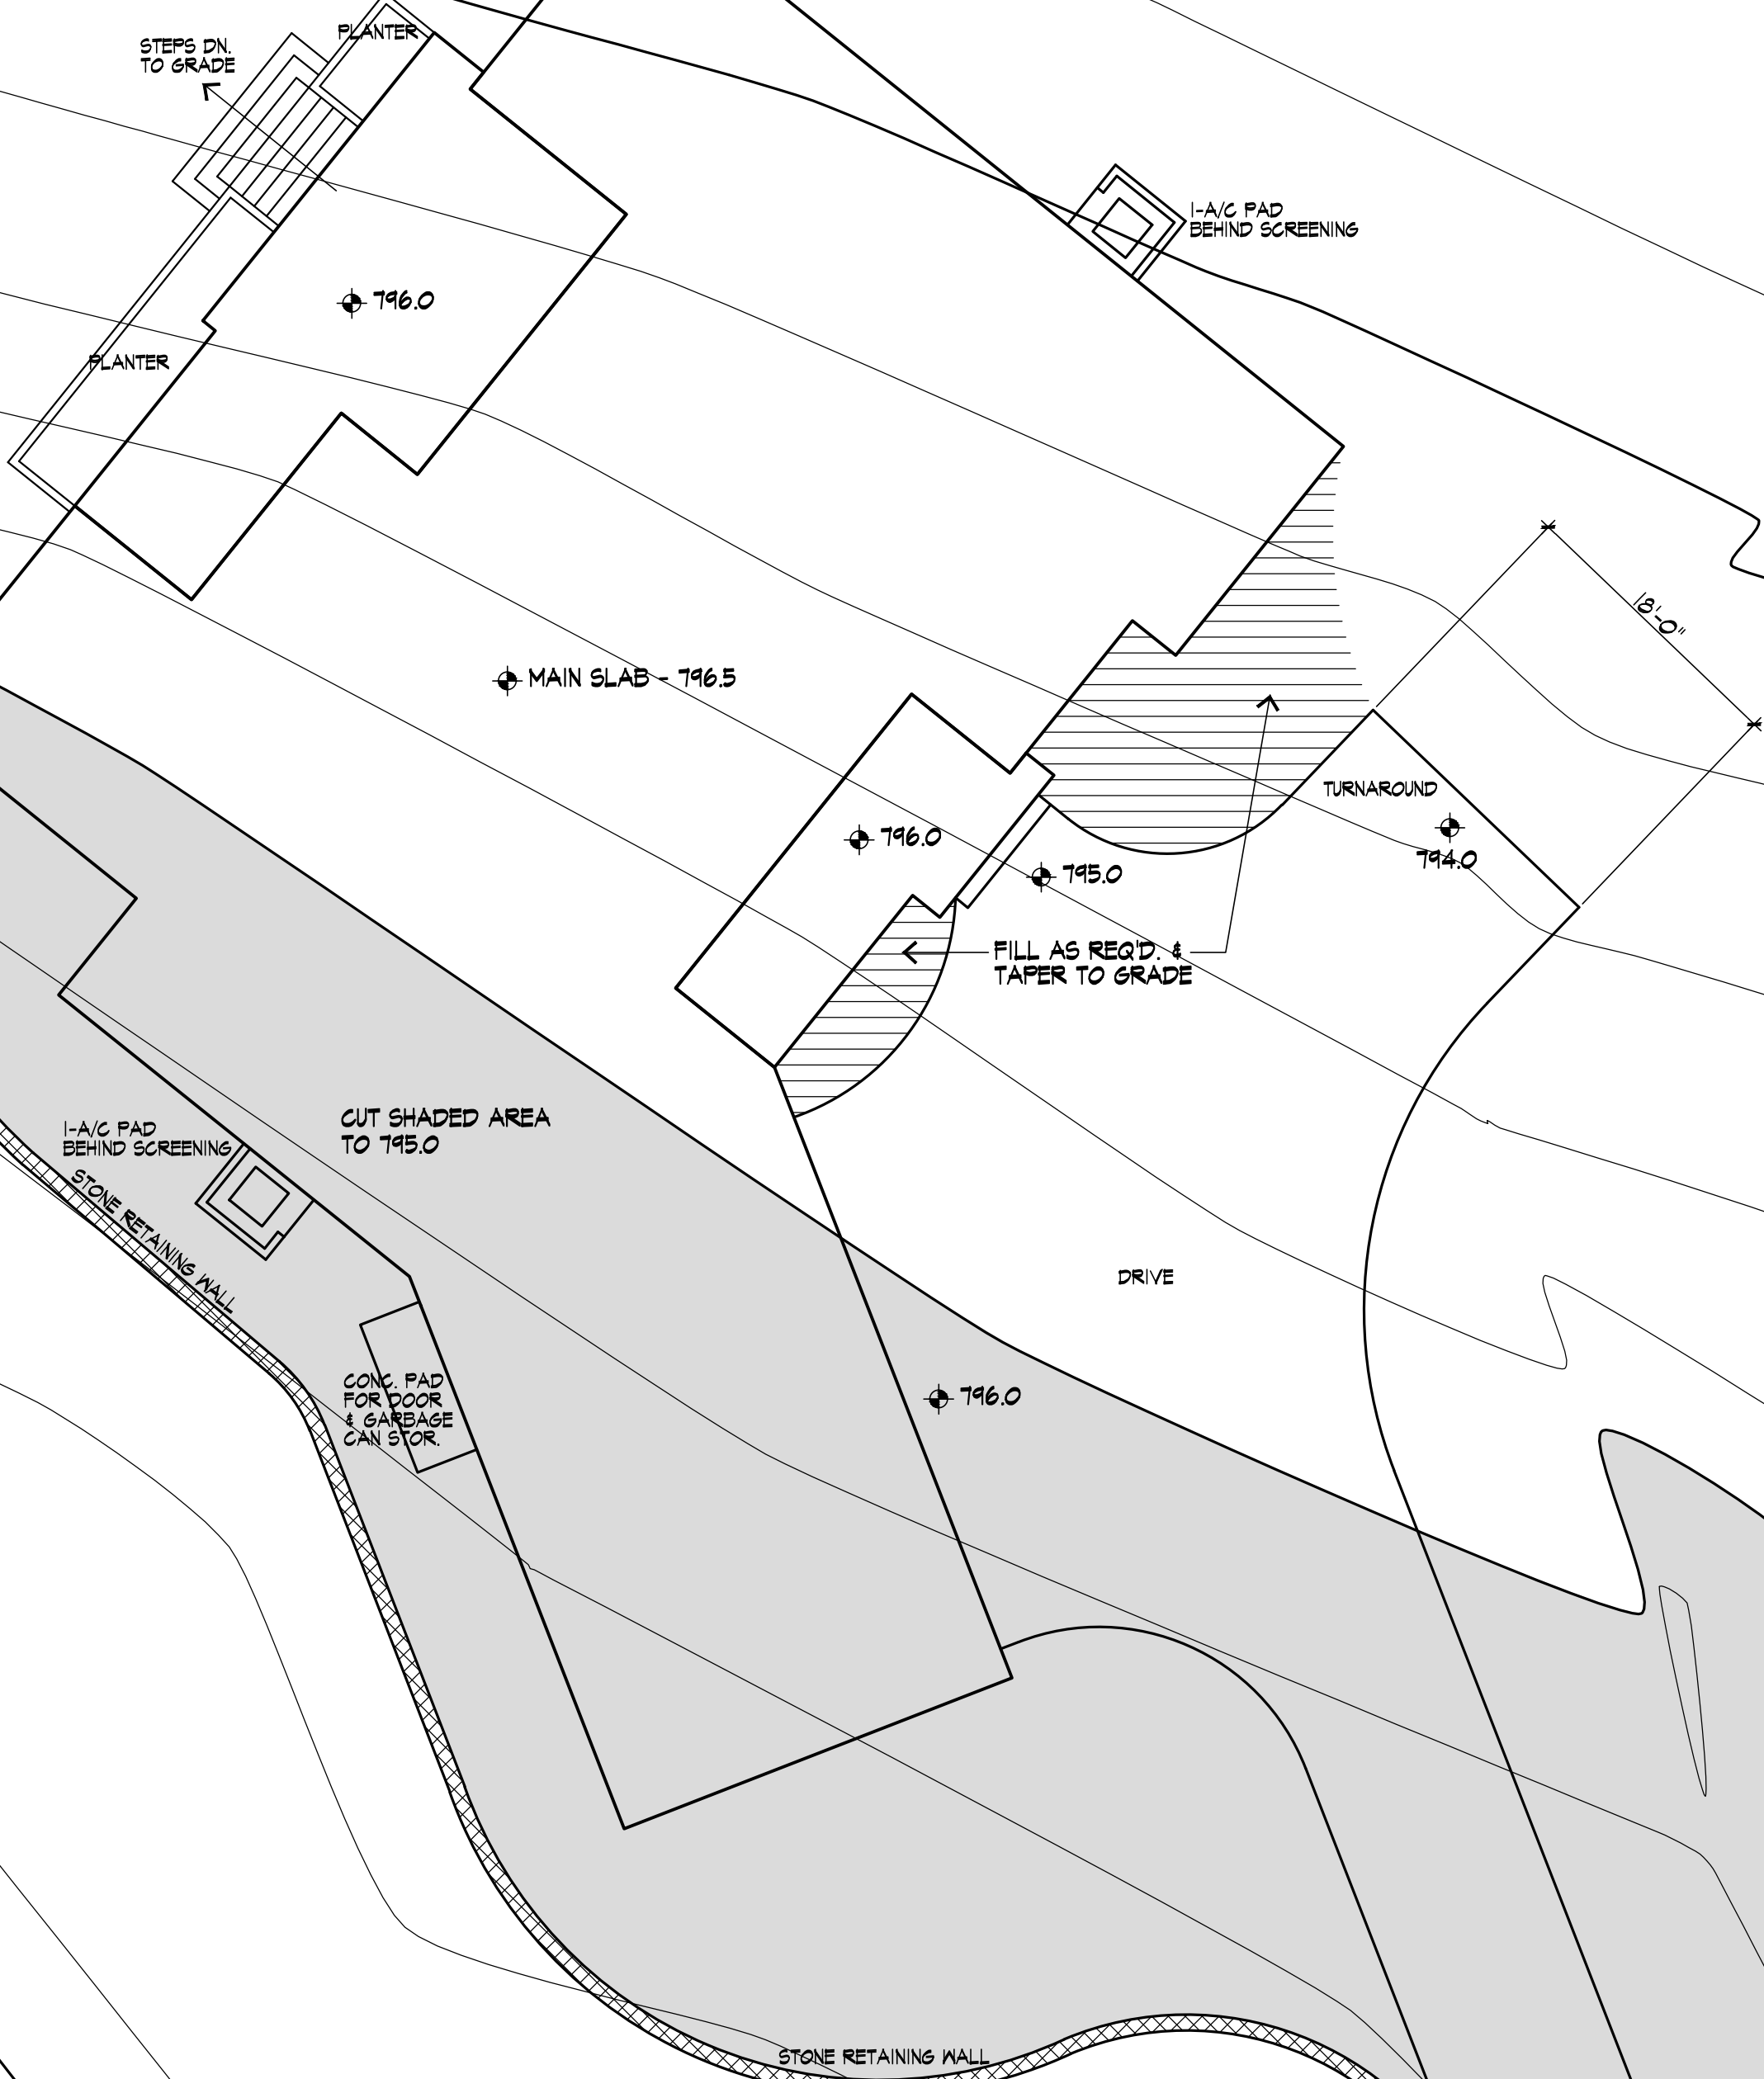 PLANTER
STEPS DN.
TO GRADE
1-A/C PAD
BEHIND SCREENING
796.0
PLANTER
18'-0"
MAIN SLAB - 796.5
TURNAROUND
794.0
796.0
795.0
FILL AS REQ'D. &
TAPER TO GRADE
CUT SHADED AREA
TO 795.0
1-A/C PAD
BEHIND SCREENING
STONE RETAINING WALL
DRIVE
CONC. PAD
FOR DOOR
& GARBAGE
CAN STOR.
796.0
STONE RETAINING WALL